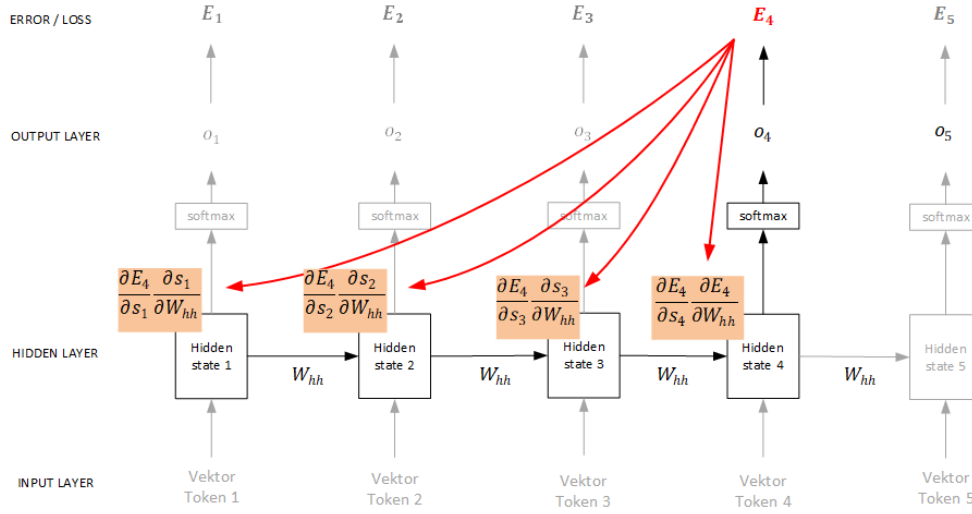 ERROR / LOSS E₁ E₂ E₃ E₄ E₅
OUTPUT LAYER o₁ o₂ o₃ o₄ o₅
softmax softmax softmax softmax softmax
∂E₄/∂s₁ ∂s₁/∂Wₕₕ ∂E₄/∂s₂ ∂s₂/∂Wₕₕ ∂E₄/∂s₃ ∂s₃/∂Wₕₕ ∂E₄/∂s₄ ∂E₄/∂Wₕₕ
HIDDEN LAYER
Hidden
state 1
Hidden
state 2
Hidden
state 3
Hidden
state 4
Hidden
state 5
Wₕₕ Wₕₕ Wₕₕ Wₕₕ
INPUT LAYER
Vektor
Token 1
Vektor
Token 2
Vektor
Token 3
Vektor
Token 4
Vektor
Token 5